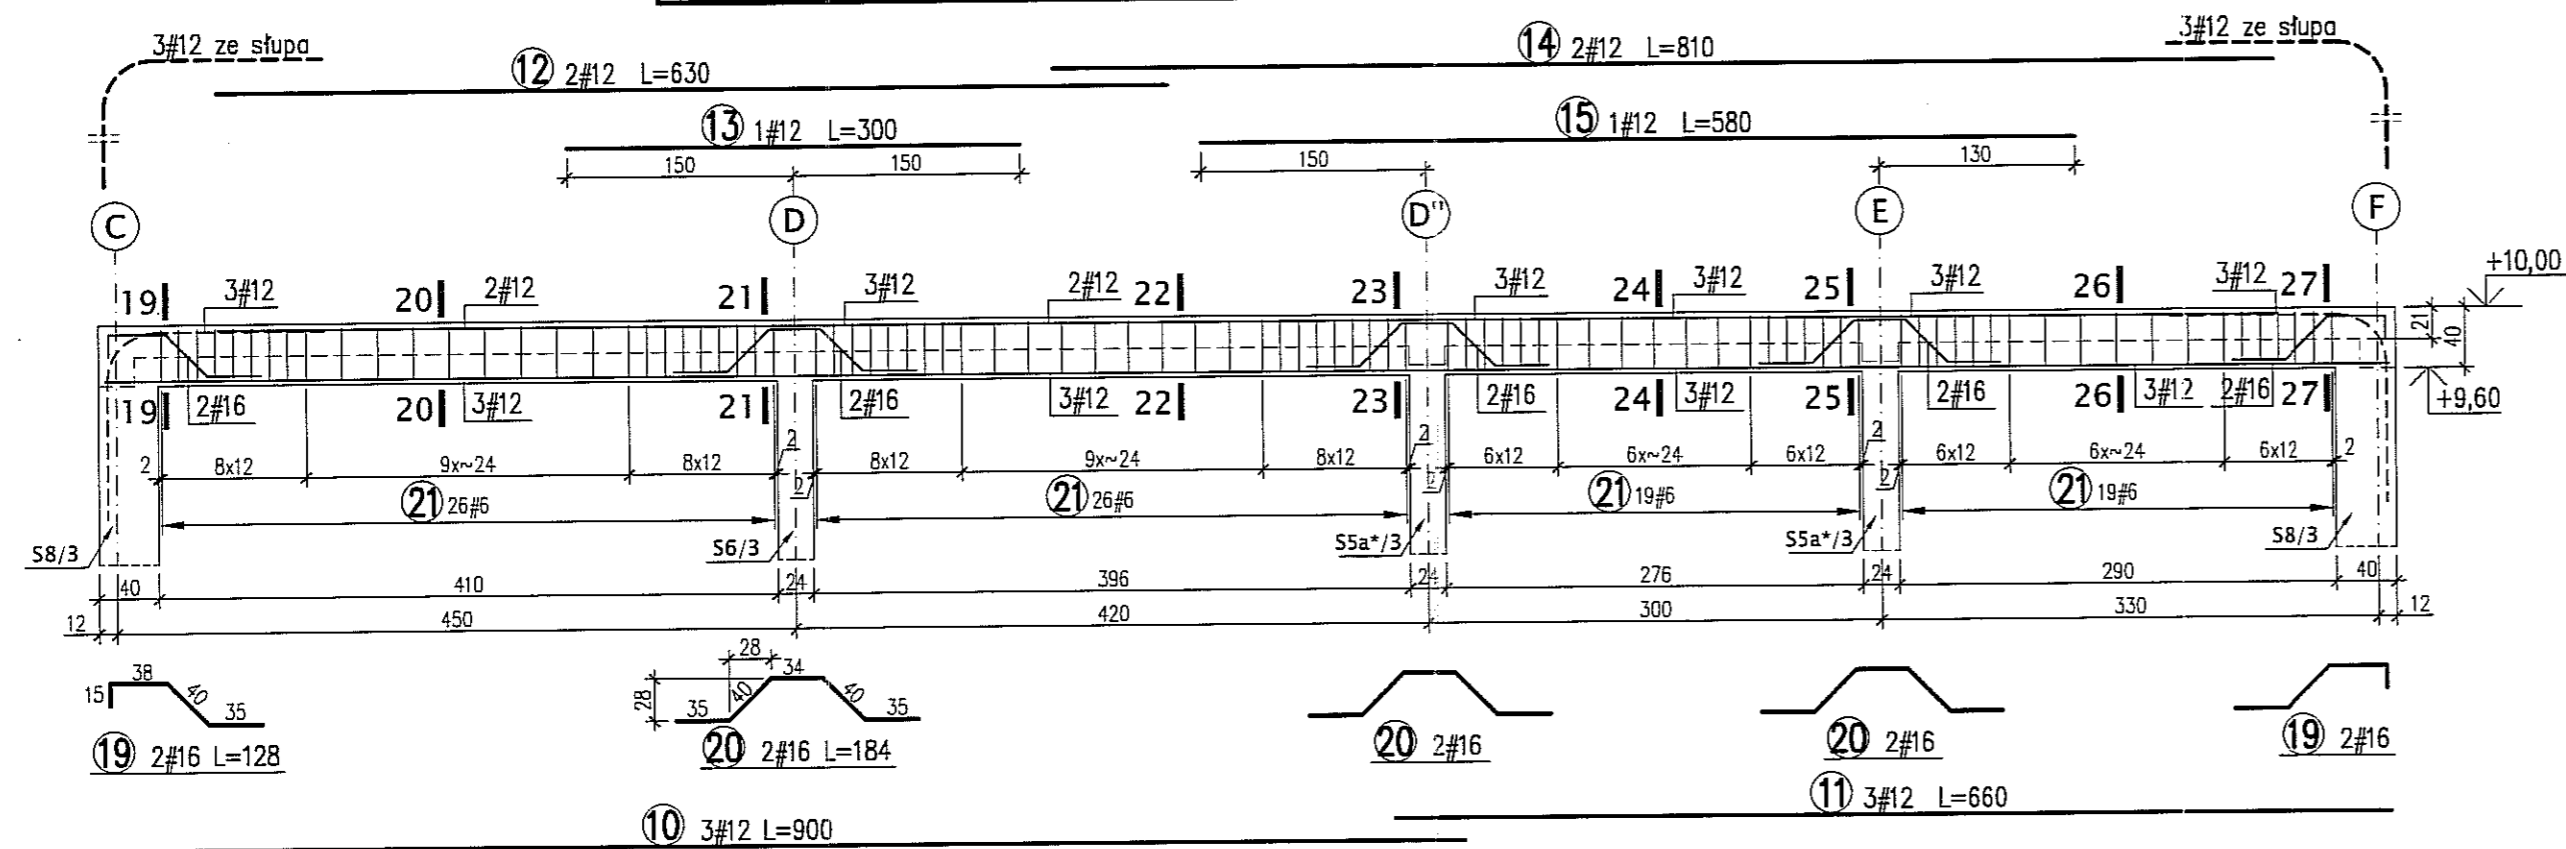 3#12 ze słupa
3#12 ze słupa
12 2#12 L=630
14 2#12 L=810
13 1#12 L=300
15 1#12 L=580
150 150 150 130
C D D" E F
+10,00
19 3#12 20 2#12 21 3#12 2#12 22 23 3#12 24 3#12 25 3#12 26 3#12 27
21 40
19 2#16 20 3#12 21 2#16 3#12 22 23 2#16 24 3#12 25 2#16 26 3#12 2#16 27
+9,60
2 8x12 9x~24 8x12 2 2 8x12 9x~24 8x12 2 2 6x12 6x~24 6x12 2 2 6x12 6x~24 6x12 2
21 26#6 21 26#6 21 19#6 21 19#6
S8/3 S6/3 S5a*/3 S5a*/3 S8/3
40 410 24 396 24 276 24 290 40
12 450 420 300 330 12
15 38 40 35
28 28 35 40 34 40 35
19 2#16 L=128
20 2#16 L=184
20 2#16
20 2#16
19 2#16
11 3#12 L=660
10 3#12 L=900